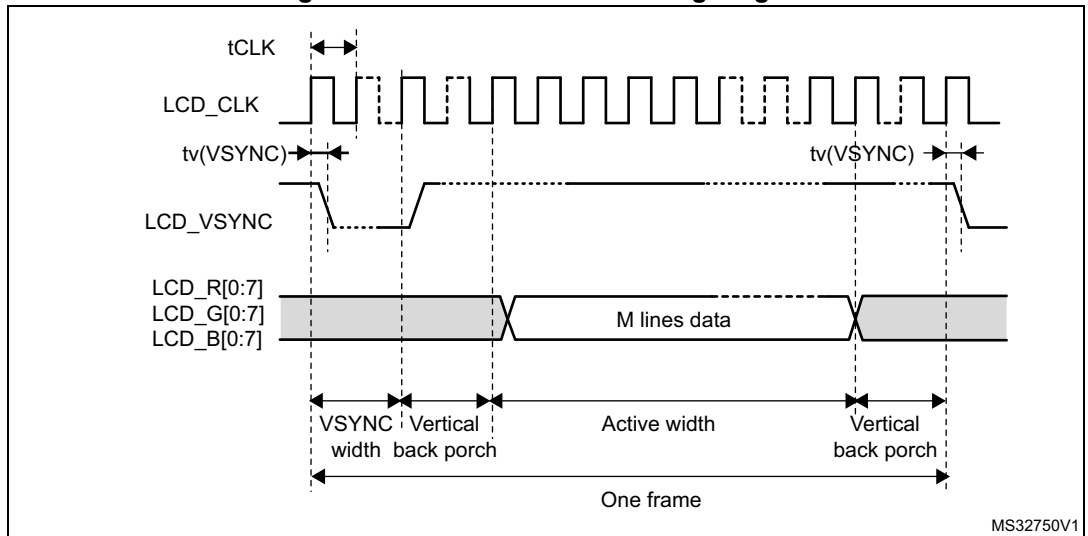 tCLK
LCD_CLK
tv(VSYNC)
tv(VSYNC)
LCD_VSYNC
LCD_R[0:7]
LCD_G[0:7]
LCD_B[0:7]
M lines data
VSYNC width
Vertical back porch
Active width
Vertical back porch
One frame
MS32750V1